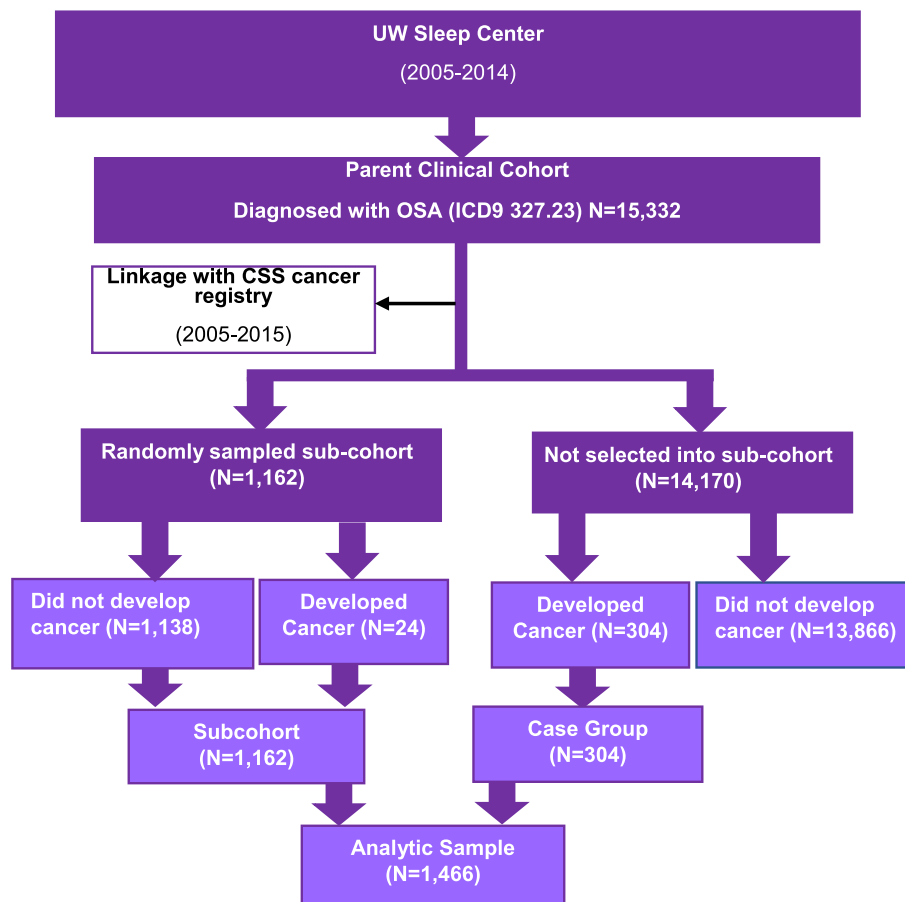 UW Sleep Center
(2005-2014)
Parent Clinical Cohort
Diagnosed with OSA (ICD9 327.23) N=15,332
Linkage with CSS cancer
registry
(2005-2015)
Randomly sampled sub-cohort
(N=1,162)
Not selected into sub-cohort
(N=14,170)
Did not develop
cancer (N=1,138)
Developed
Cancer (N=24)
Developed
Cancer (N=304)
Did not develop
cancer (N=13,866)
Subcohort
(N=1,162)
Case Group
(N=304)
Analytic Sample
(N=1,466)